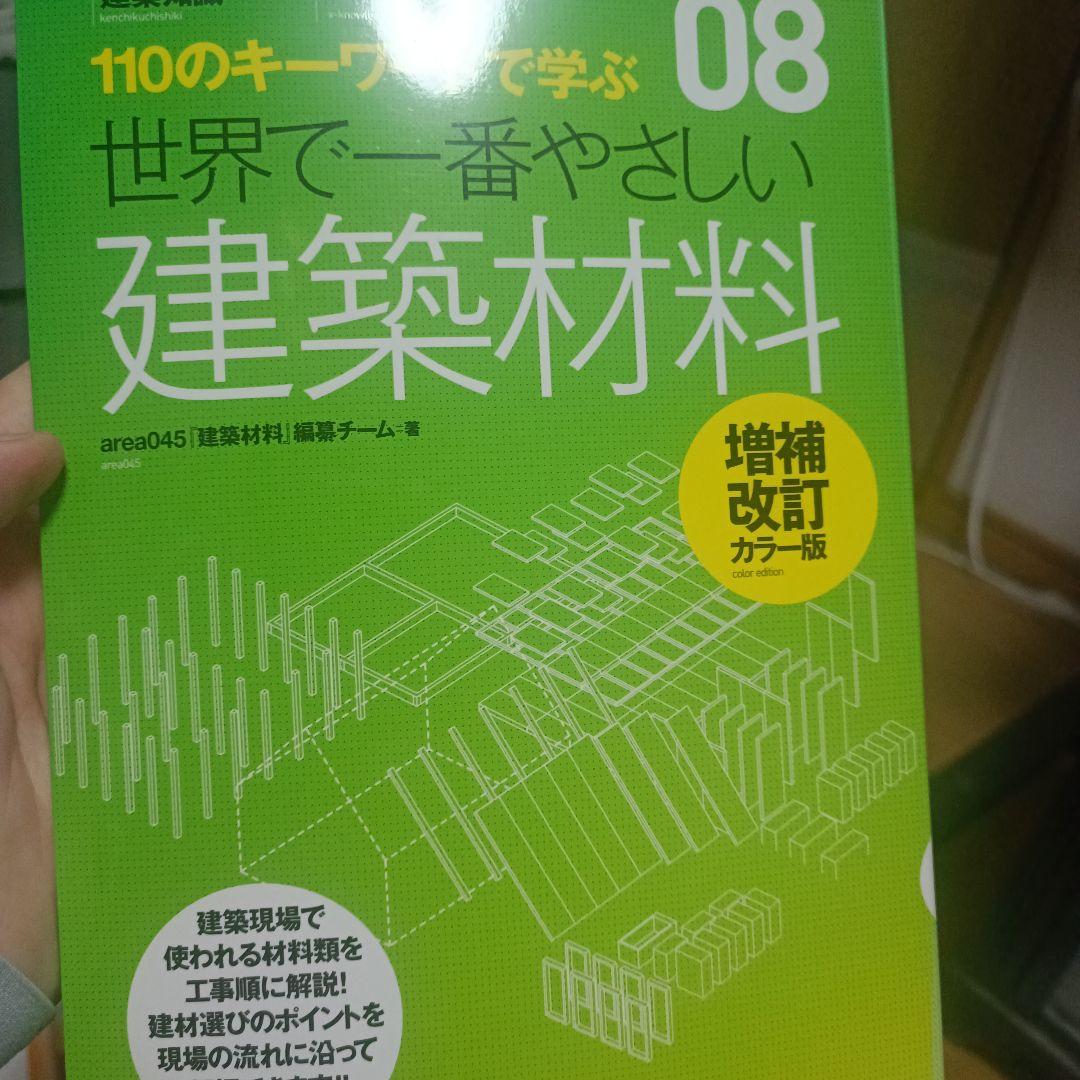 kenchikuchishiki
110のキーワ
で学ぶ
08
世界で一番やさしい
建築材料
area045『建築材料』編纂チーム=著
area045
増補
改訂
カラー版
color edition
建築現場で
使われる材料類を
工事順に解説!
建材選びのポイントを
現場の流れに沿って